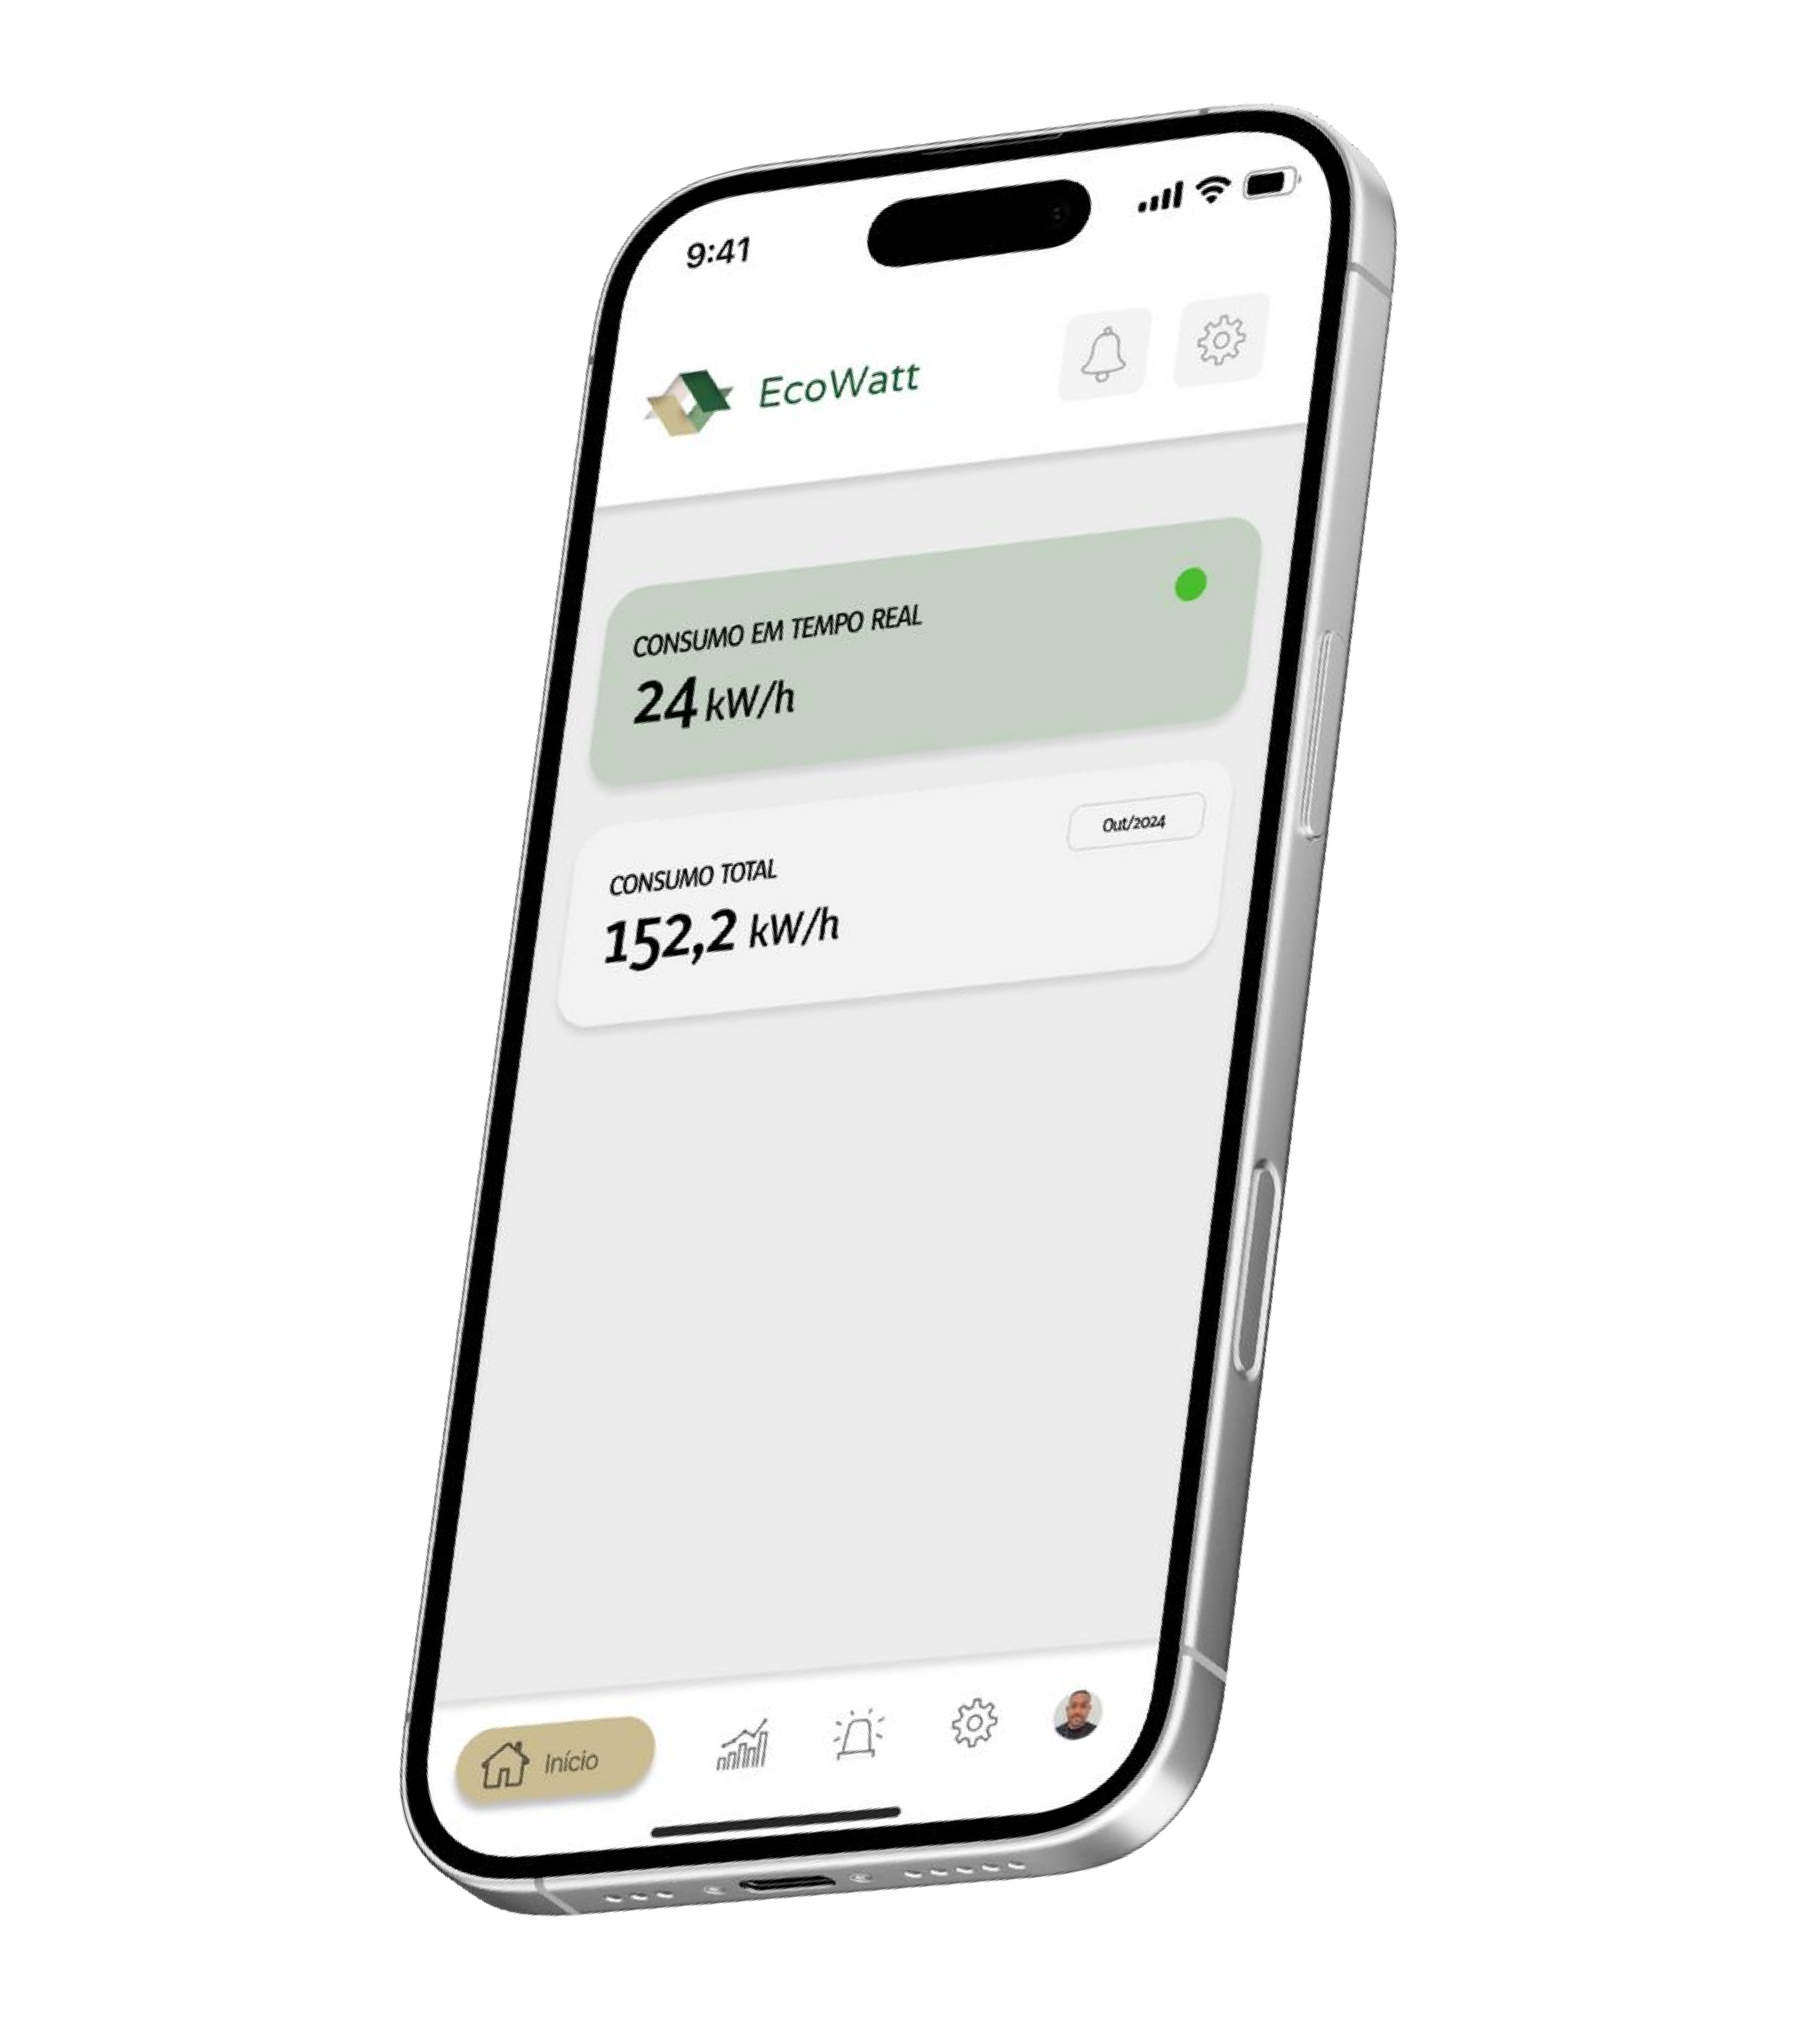 9:41
EcoWatt
CONSUMO EM TEMPO REAL
24 kW/h
Out/2024
CONSUMO TOTAL
152,2 kW/h
Início